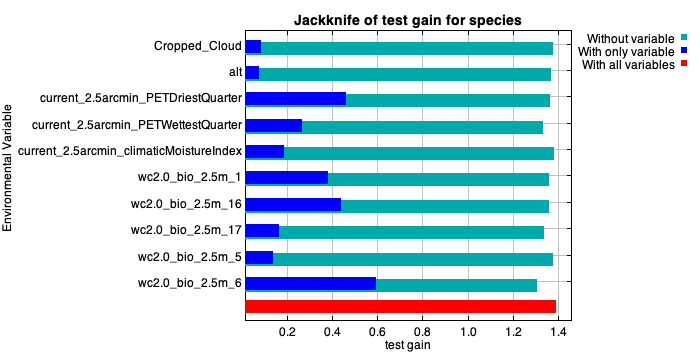 Jackknife of test gain for species
Without variable
With only variable
With all variables
Environmental Variable
Cropped_Cloud
alt
current_2.5arcmin_PETDriestQuarter
current_2.5arcmin_PETWettestQuarter
current_2.5arcmin_climaticMoistureIndex
wc2.0_bio_2.5m_1
wc2.0_bio_2.5m_16
wc2.0_bio_2.5m_17
wc2.0_bio_2.5m_5
wc2.0_bio_2.5m_6
0.2 0.4 0.6 0.8 1.0 1.2 1.4
test gain